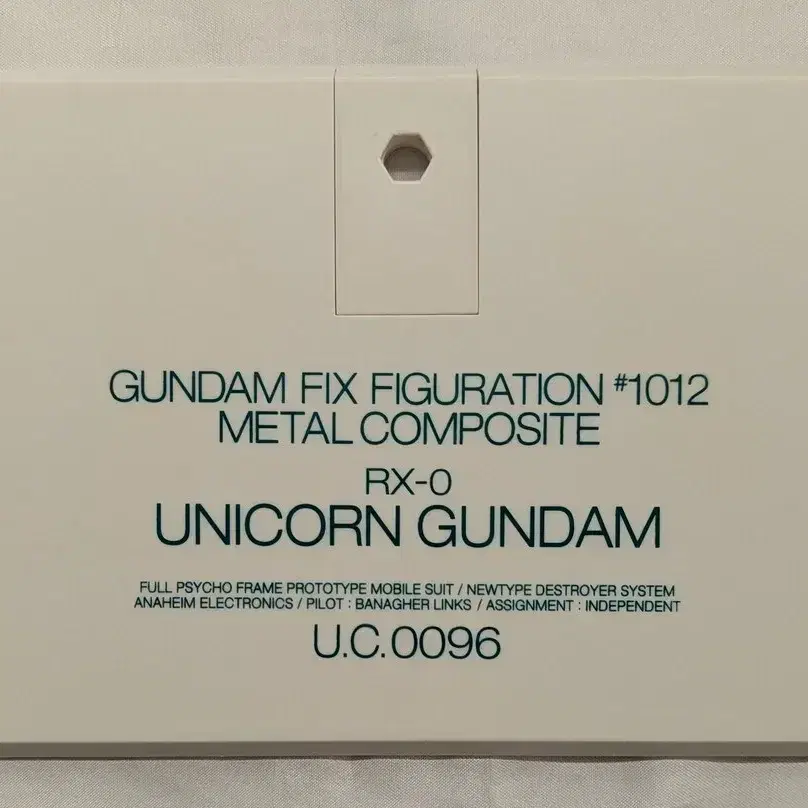 GUNDAM FIX FIGURATION #1012
METAL COMPOSITE
RX-0
UNICORN GUNDAM
FULL PSYCHO FRAME PROTOTYPE MOBILE SUIT / NEWTYPE DESTROYER SYSTEM
ANAHEIM ELECTRONICS / PILOT : BANAGHER LINKS / ASSIGNMENT : INDEPENDENT
U.C.0096